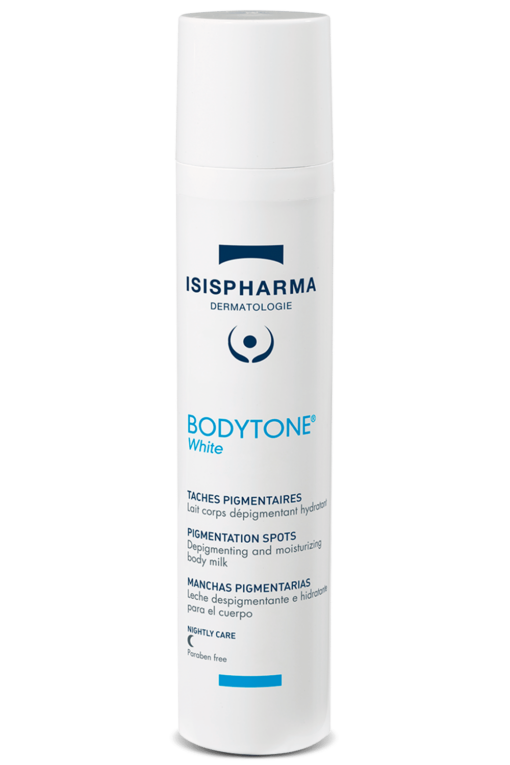 ISISPHARMA
DERMATOLOGIE
BODYTONE®
White
TACHES PIGMENTAIRES
Lait corps dépigmentant hydratant
PIGMENTATION SPOTS
Depigmenting and moisturizing
body milk
MANCHAS PIGMENTARIAS
Leche despigmentante e hidratante
para el cuerpo
NIGHTLY CARE
Paraben free